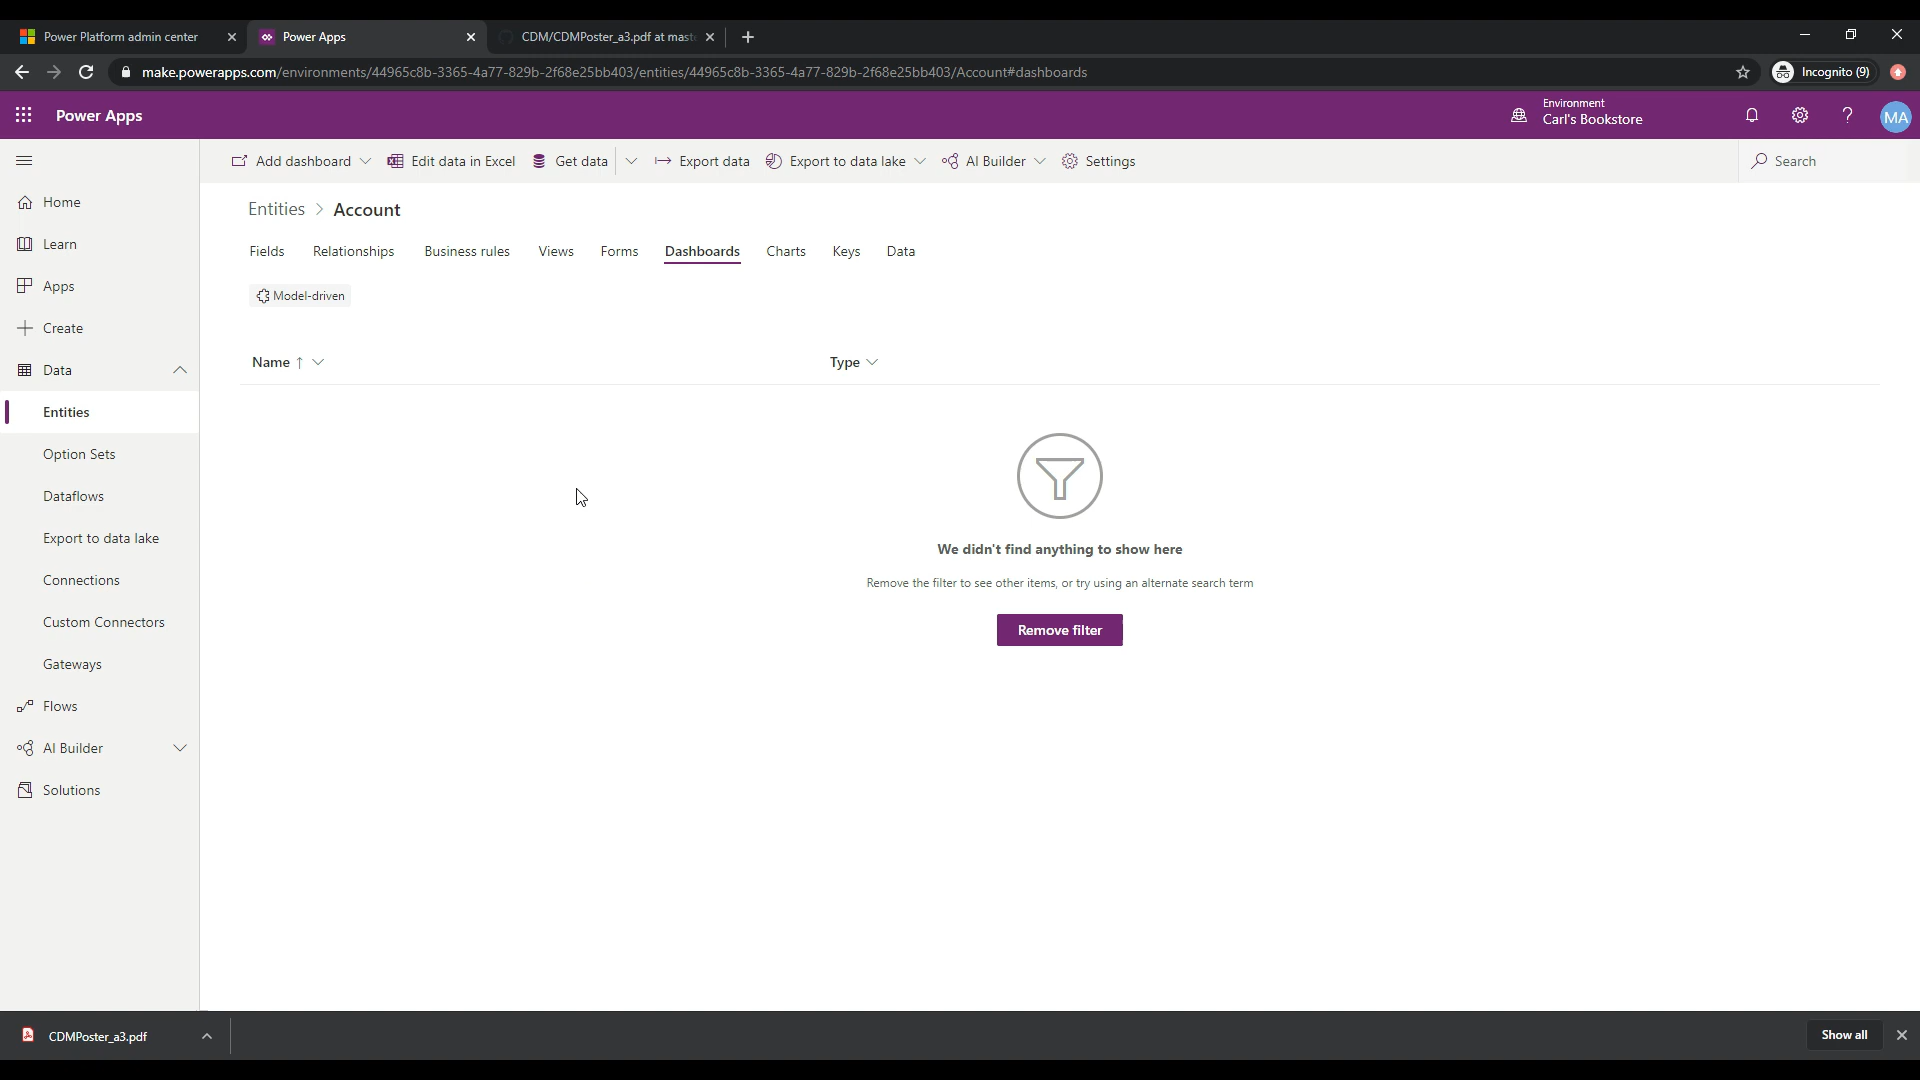 Power Platform admin center
Power Apps
CDM/CDMPoster_a3.pdf at mast
make.powerapps.com/environments/44965c8b-3365-4a77-829b-2f68e25bb403/entities/44965c8b-3365-4a77-829b-2f68e25bb403/Account#dashboards
Incognito (9)
Power Apps
Environment
Carl's Bookstore
MA
Add dashboard
Edit data in Excel
Get data
Export data
Export to data lake
AI Builder
Settings
Search
Home
Learn
Apps
Create
Data
Entities
Option Sets
Dataflows
Export to data lake
Connections
Custom Connectors
Gateways
Flows
AI Builder
Solutions
Entities > Account
Fields
Relationships
Business rules
Views
Forms
Dashboards
Charts
Keys
Data
Model-driven
Name
Type
We didn't find anything to show here
Remove the filter to see other items, or try using an alternate search term
Remove filter
CDMPoster_a3.pdf
Show all